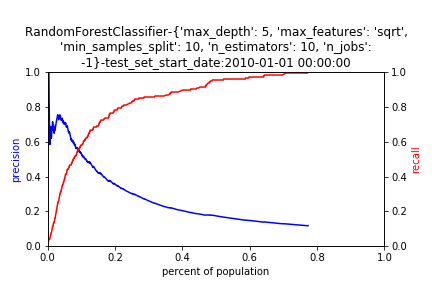 RandomForestClassifier-{'max_depth': 5, 'max_features': 'sqrt',
'min_samples_split': 10, 'n_estimators': 10, 'n_jobs':
-1}-test_set_start_date:2010-01-01 00:00:00
1.0
0.8
0.6
0.4
0.2
0.0
precision
1.0
0.8
0.6
0.4
0.2
0.0
recall
0.0 0.2 0.4 0.6 0.8 1.0
percent of population